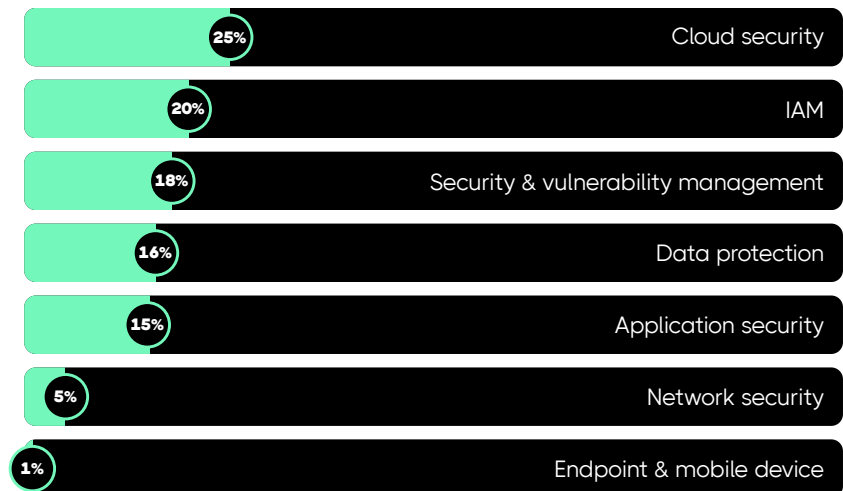 25% Cloud security
20% IAM
18% Security & vulnerability management
16% Data protection
15% Application security
5% Network security
1% Endpoint & mobile device